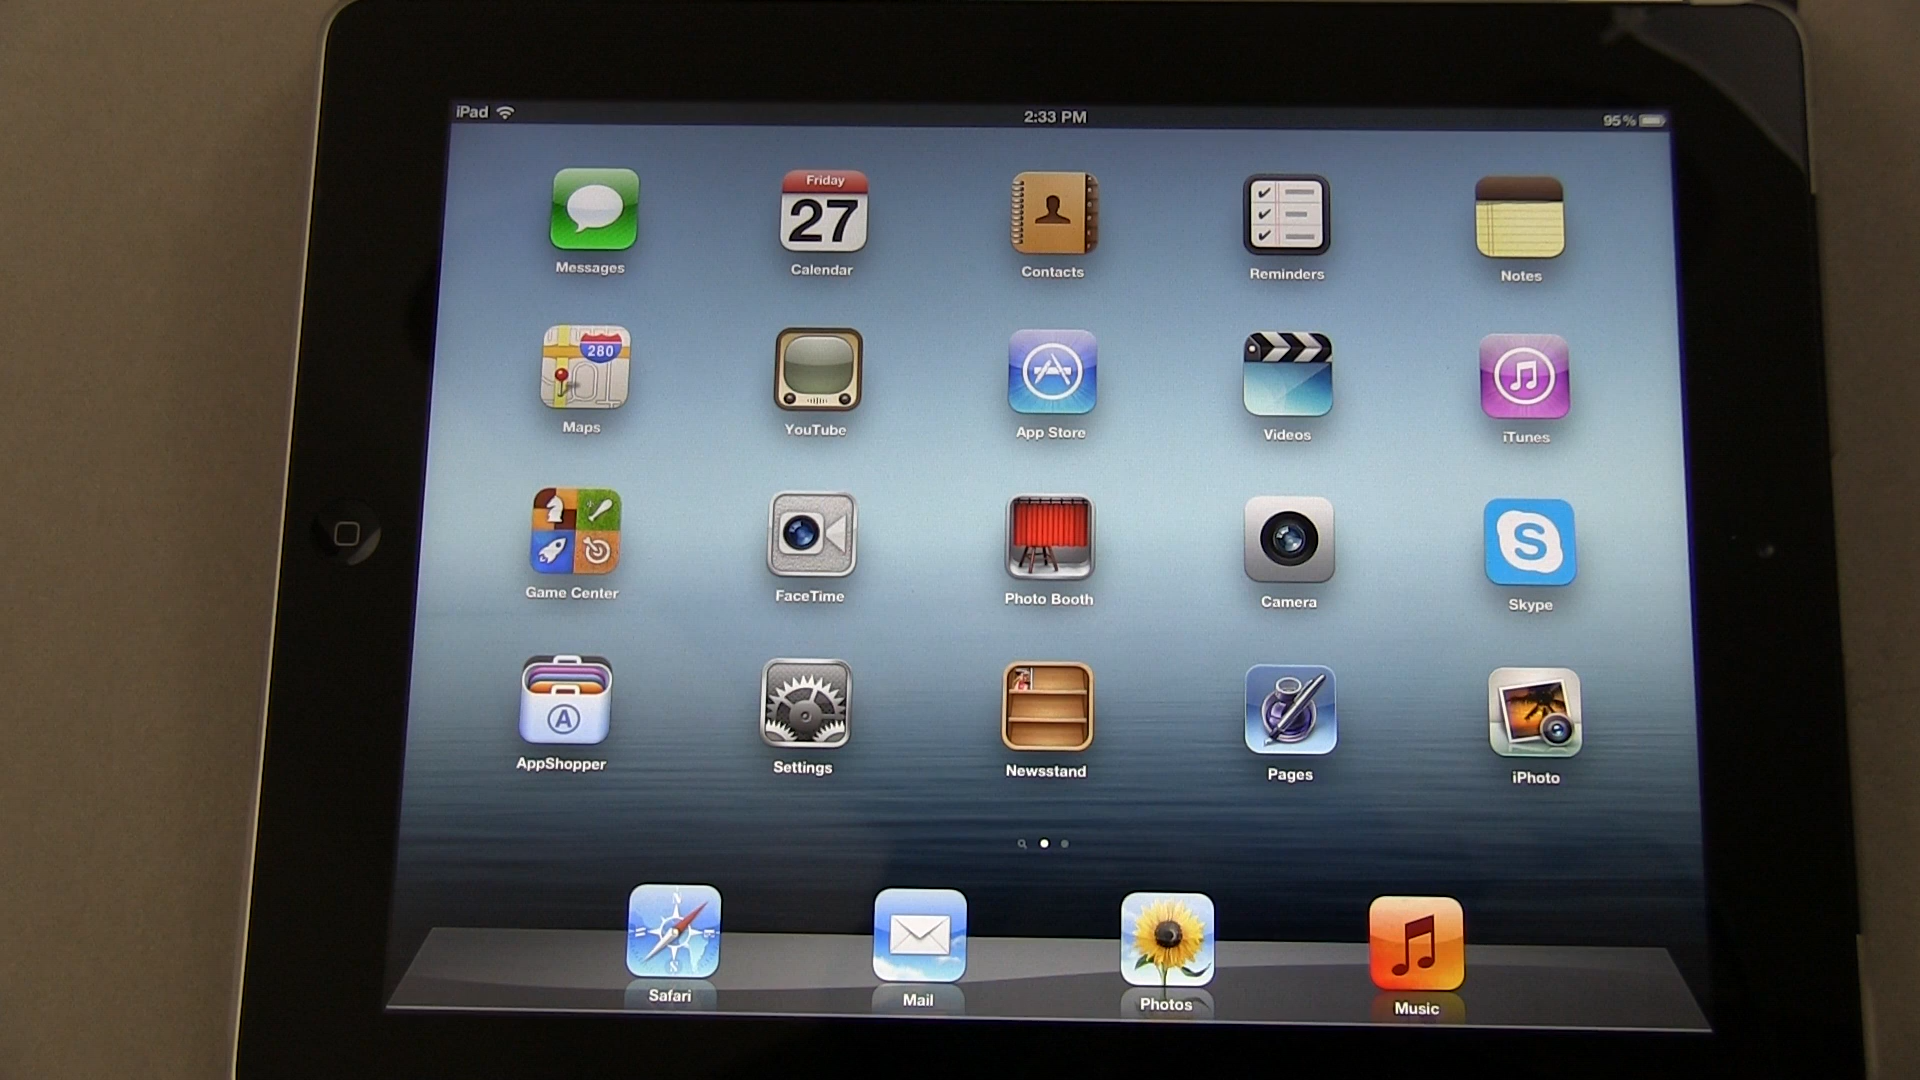 iPad 2:33 PM 95%
Friday
27
Messages Calendar Contacts Reminders Notes
280
Maps YouTube App Store Videos iTunes
S
Game Center FaceTime Photo Booth Camera Skype
A
AppShopper Settings Newsstand Pages iPhoto
N
S
Safari Mail Photos Music